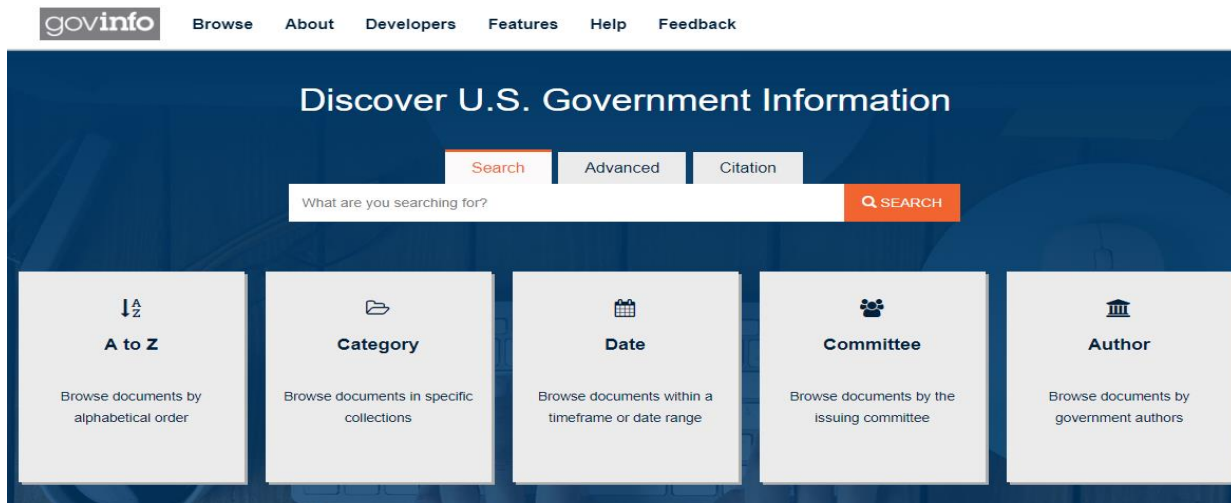 govinfo Browse About Developers Features Help Feedback
Discover U.S. Government Information
Search Advanced Citation
What are you searching for? SEARCH
A to Z
Browse documents by
alphabetical order
Category
Browse documents in specific
collections
Date
Browse documents within a
timeframe or date range
Committee
Browse documents by the
issuing committee
Author
Browse documents by
government authors